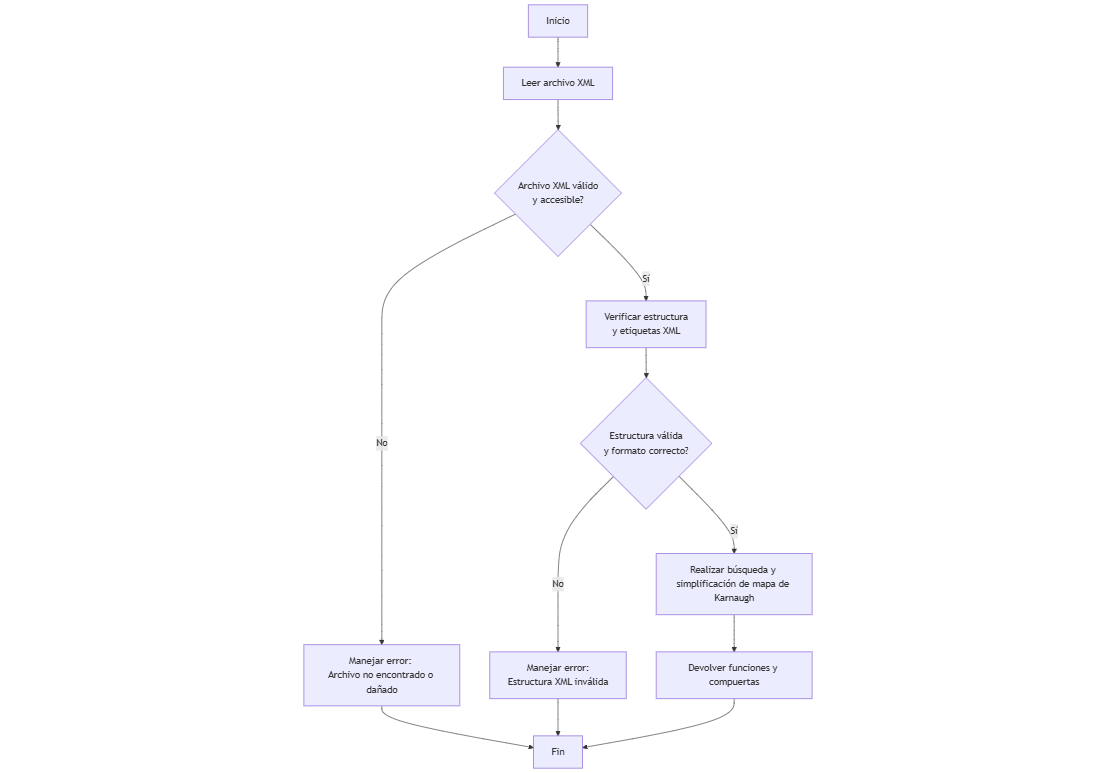 Inicio
Leer archivo XML
Archivo XML válido
y accesible?
Sí
Verificar estructura
y etiquetas XML
No
Estructura válida
y formato correcto?
Sí
Realizar búsqueda y
simplificación de mapa de
Karnaugh
No
Manejar error:
Archivo no encontrado o
dañado
Manejar error:
Estructura XML inválida
Devolver funciones y
compuertas
Fin